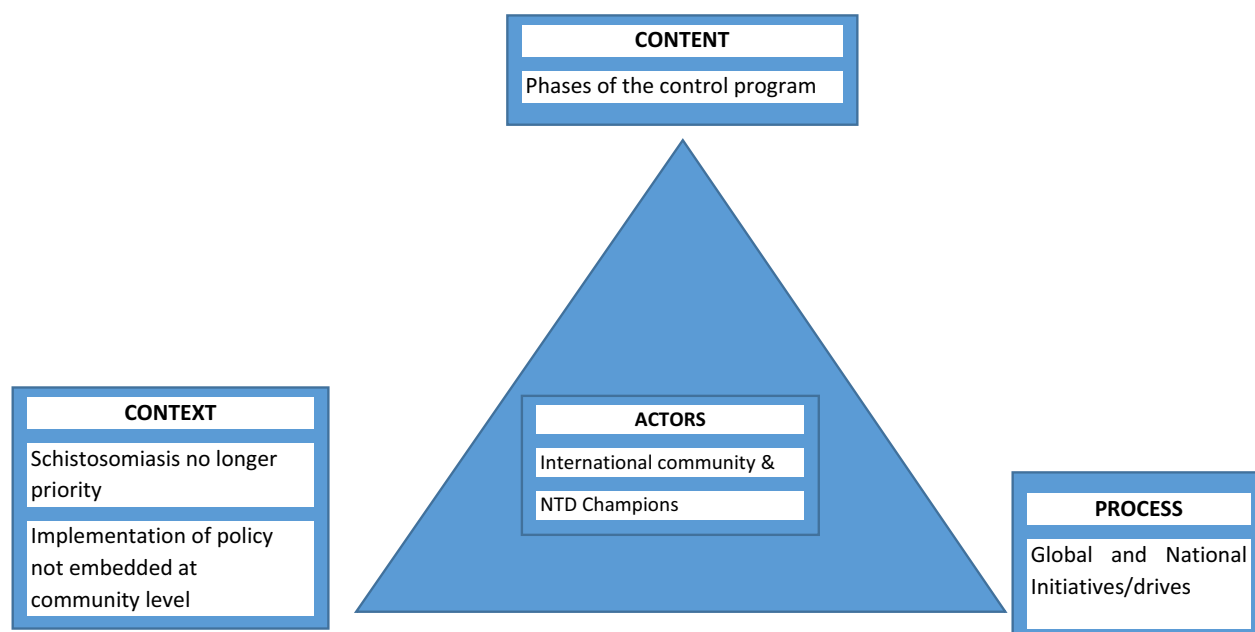 CONTENT
Phases of the control program
CONTEXT
Schistosomiasis no longer
priority
Implementation of policy
not embedded at
community level
ACTORS
International community &
NTD Champions
PROCESS
Global and National
Initiatives/drives